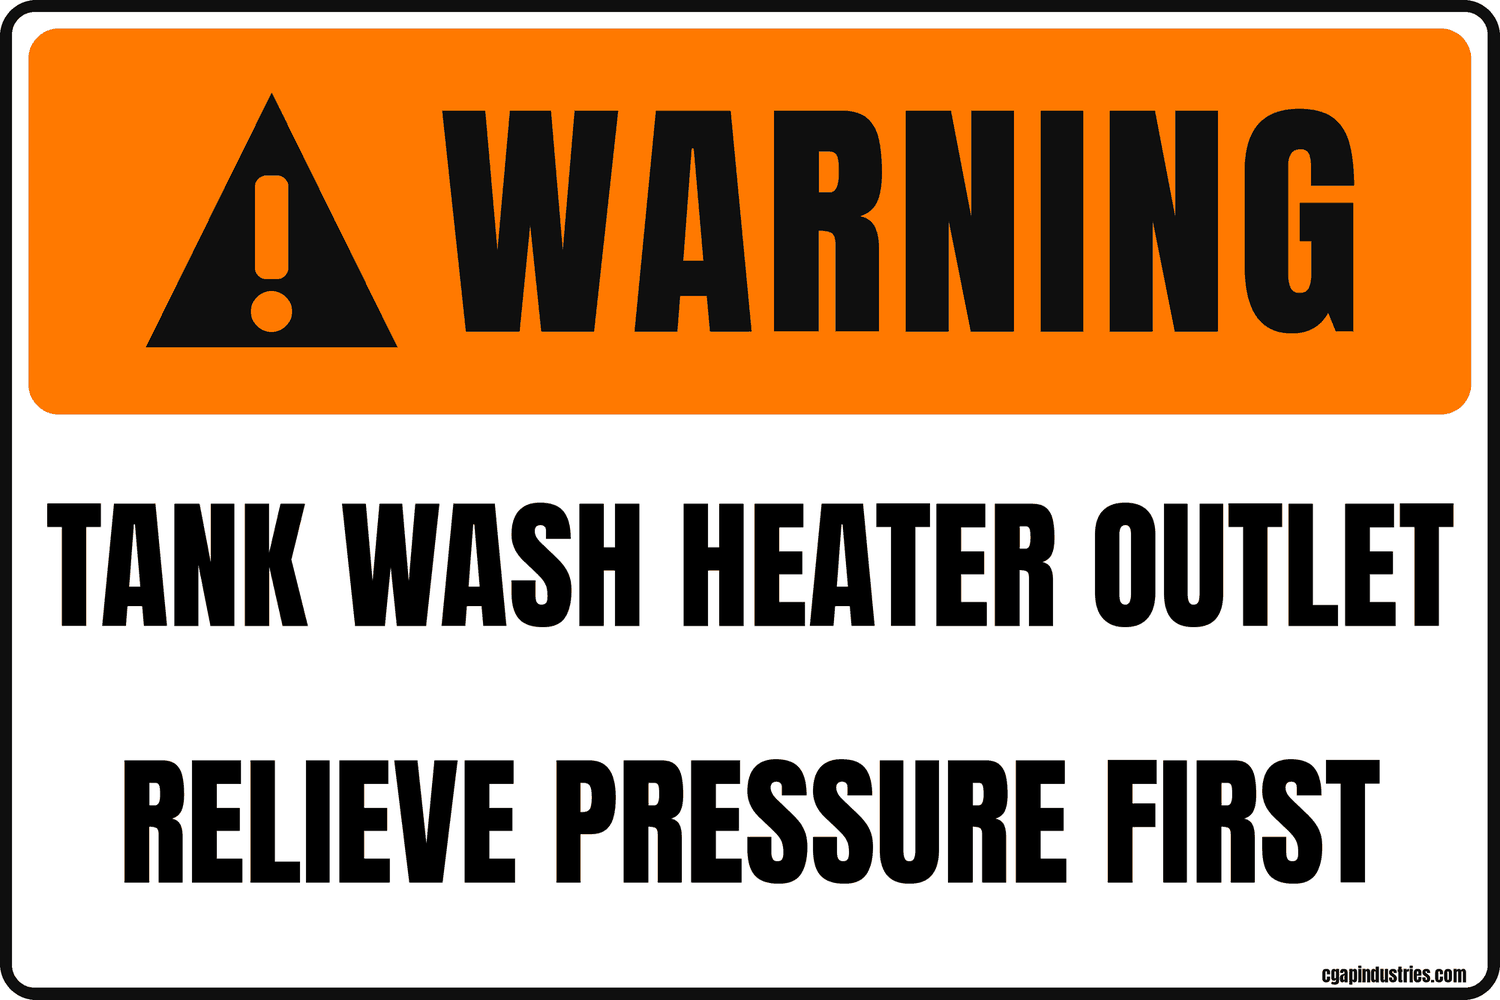 WARNING
TANK WASH HEATER OUTLET
RELIEVE PRESSURE FIRST
cgapindustries.com